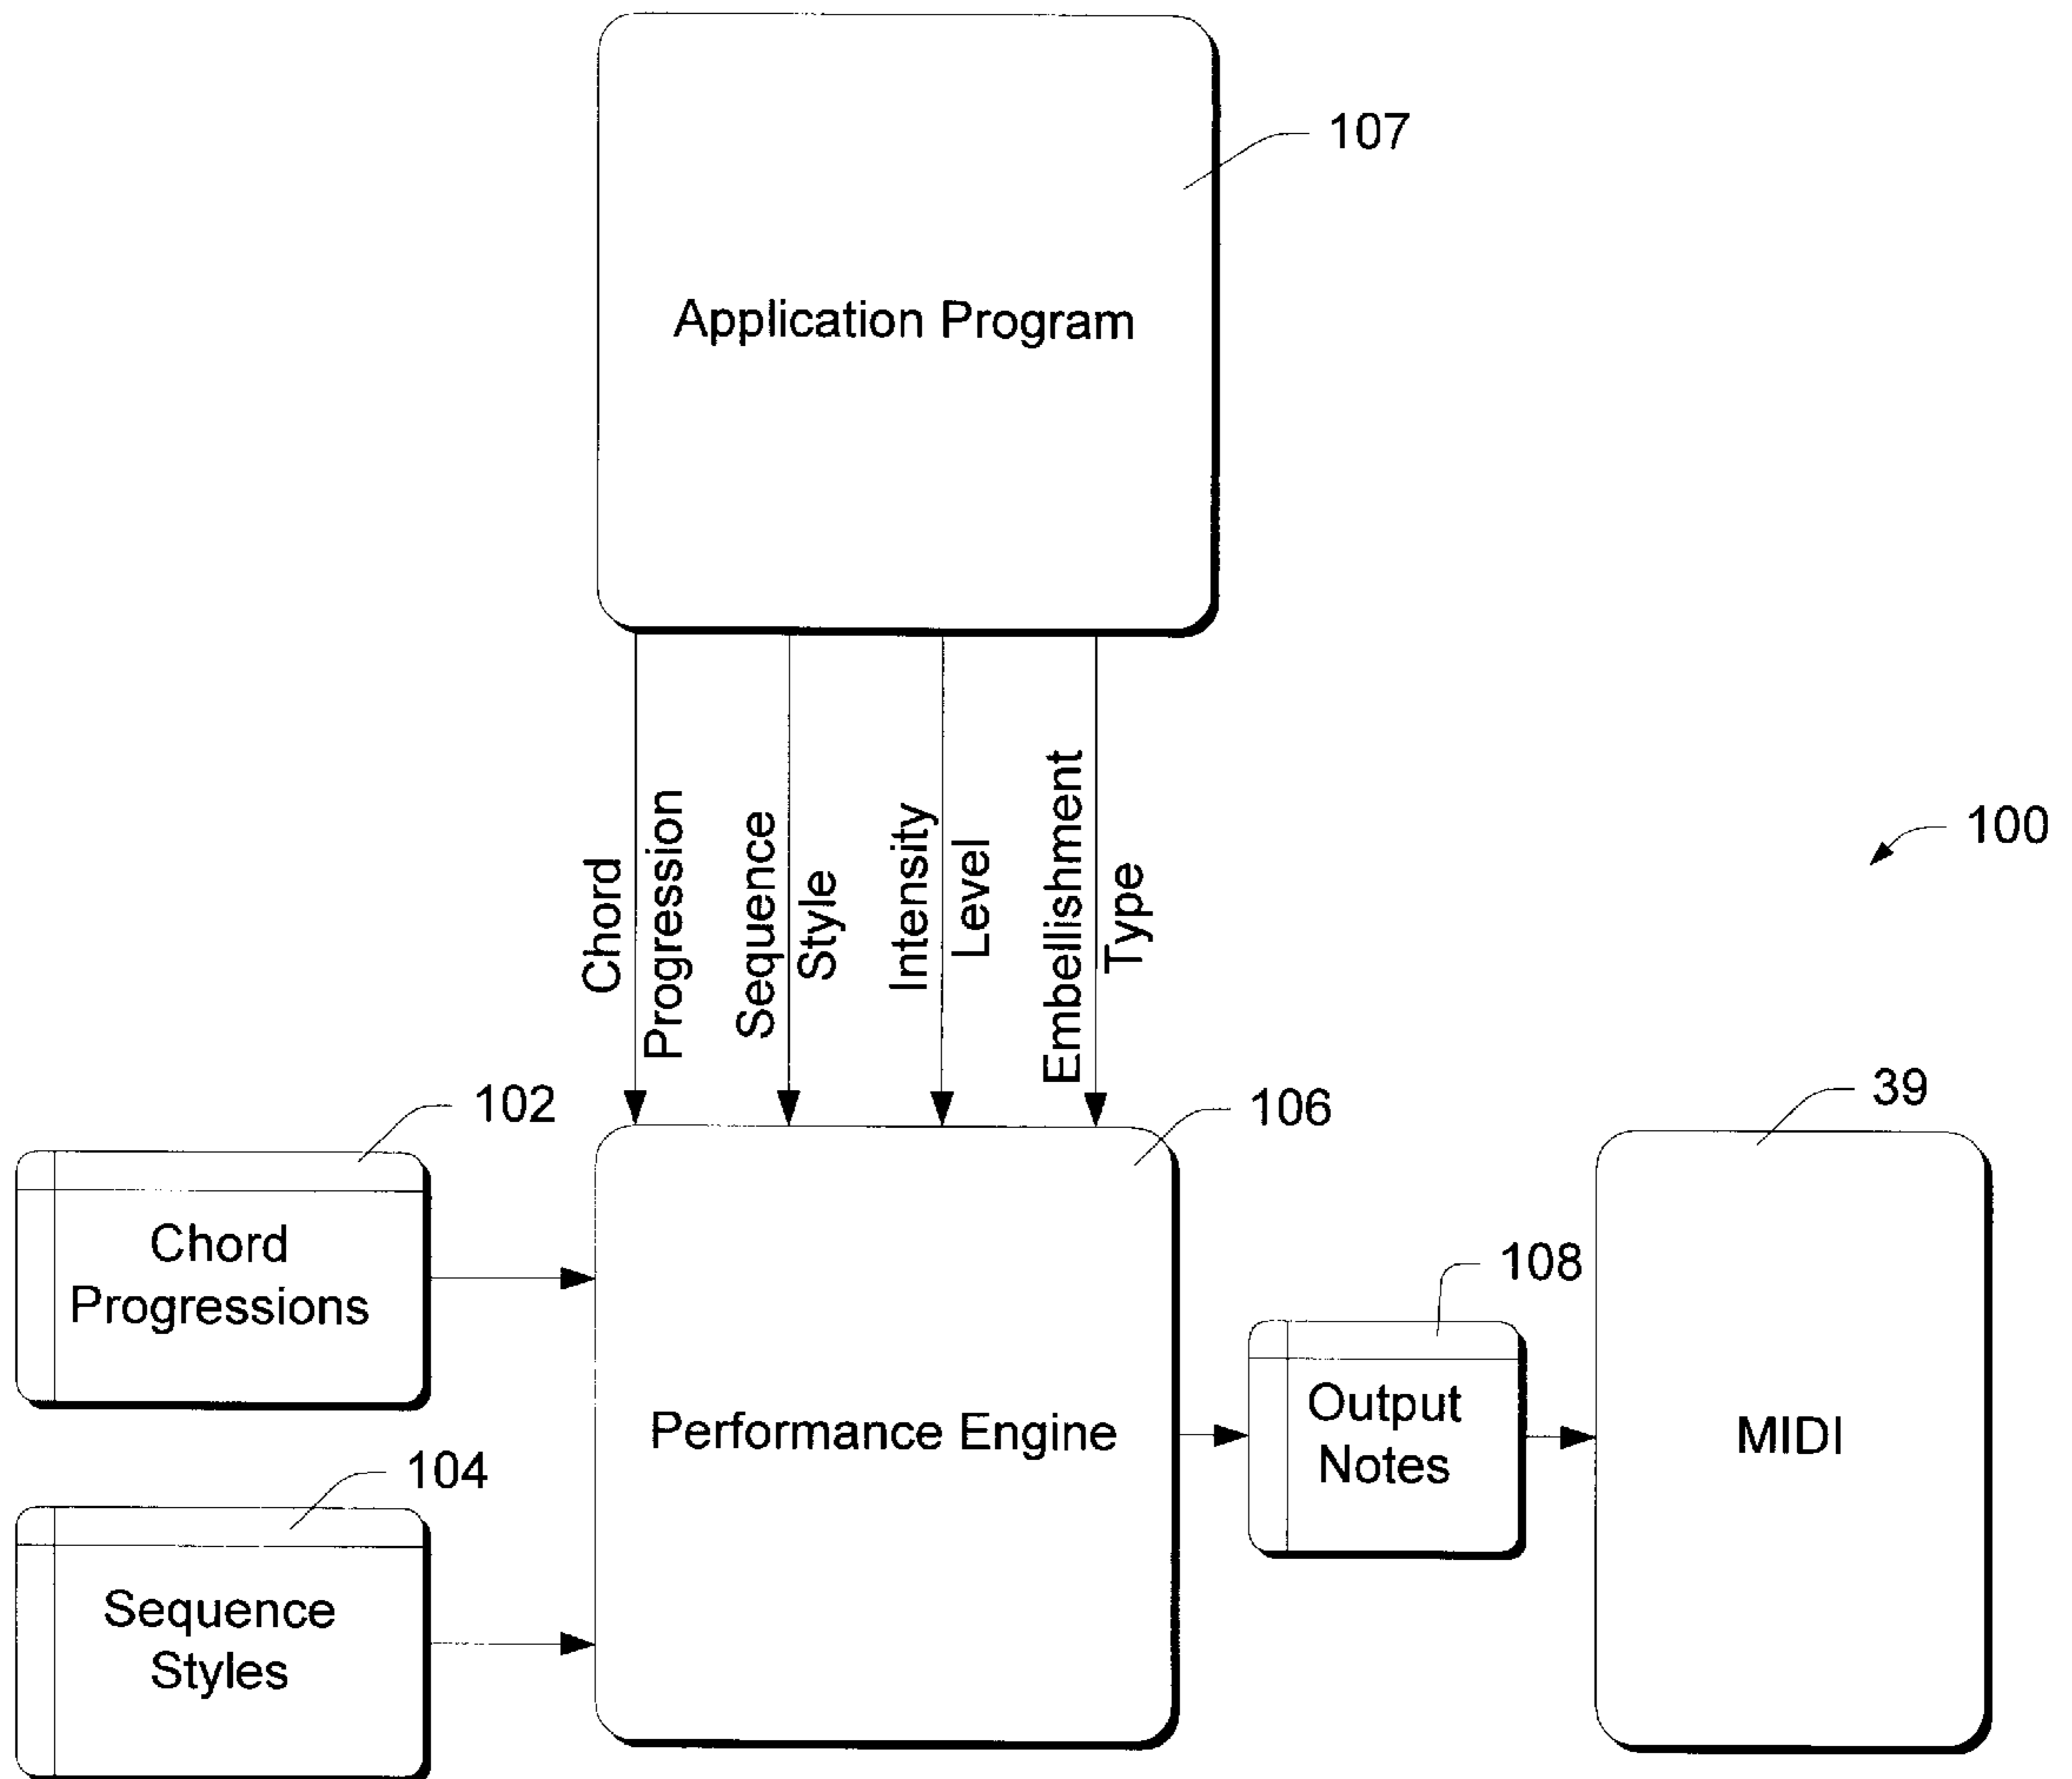 107
Application Program
Chord
Progression
Sequence
Style
Intensity
Level
Embellishment
Type
100
102
106
39
Chord
Progressions
108
Output
Notes
Performance Engine
MIDI
104
Sequence
Styles